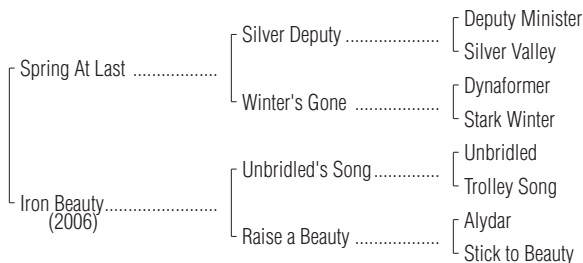 Deputy Minister
Silver Deputy ..................
Silver Valley
Spring At Last ................
Dynaformer
Winter's Gone ................
Stark Winter
Unbridled
Unbridled's Song...............
Trolley Song
Iron Beauty.....................
(2006)
Alydar
Raise a Beauty ................
Stick to Beauty